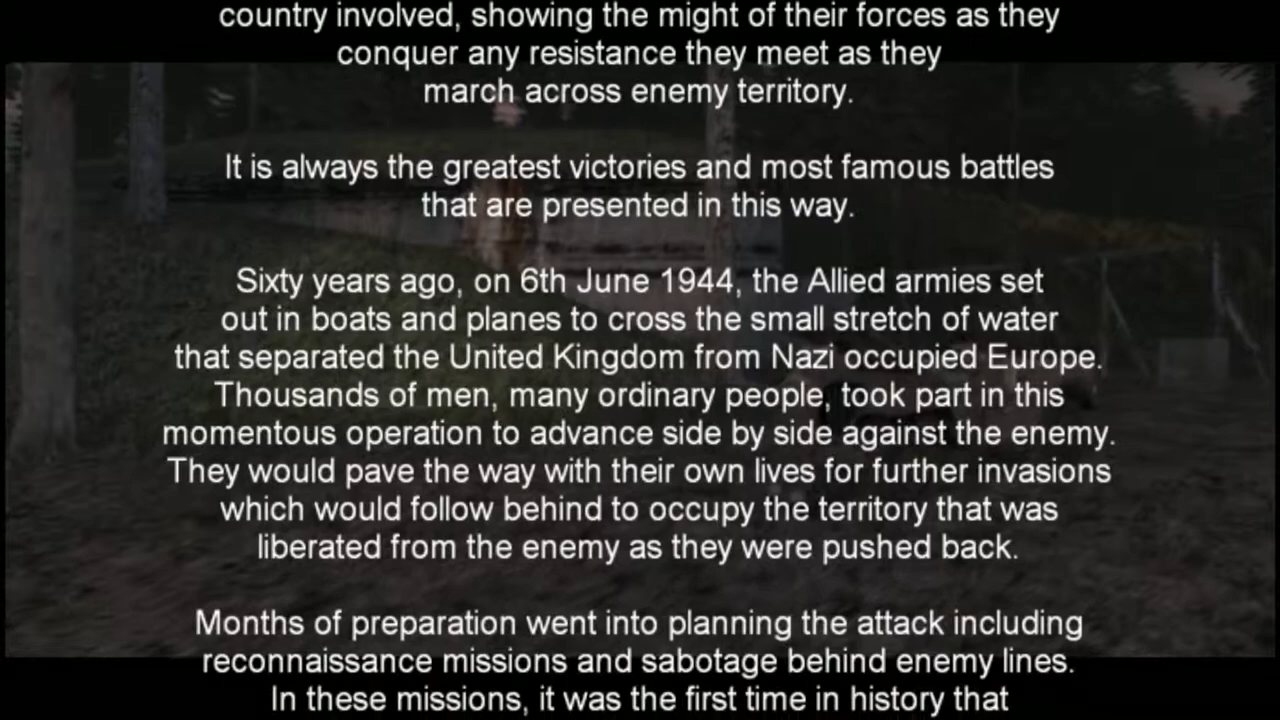 country involved, showing the might of their forces as they
conquer any resistance they meet as they
march across enemy territory.
It is always the greatest victories and most famous battles
that are presented in this way.
Sixty years ago, on 6th June 1944, the Allied armies set
out in boats and planes to cross the small stretch of water
that separated the United Kingdom from Nazi occupied Europe.
Thousands of men, many ordinary people, took part in this
momentous operation to advance side by side against the enemy.
They would pave the way with their own lives for further invasions
which would follow behind to occupy the territory that was
liberated from the enemy as they were pushed back.
Months of preparation went into planning the attack including
reconnaissance missions and sabotage behind enemy lines.
In these missions, it was the first time in history that